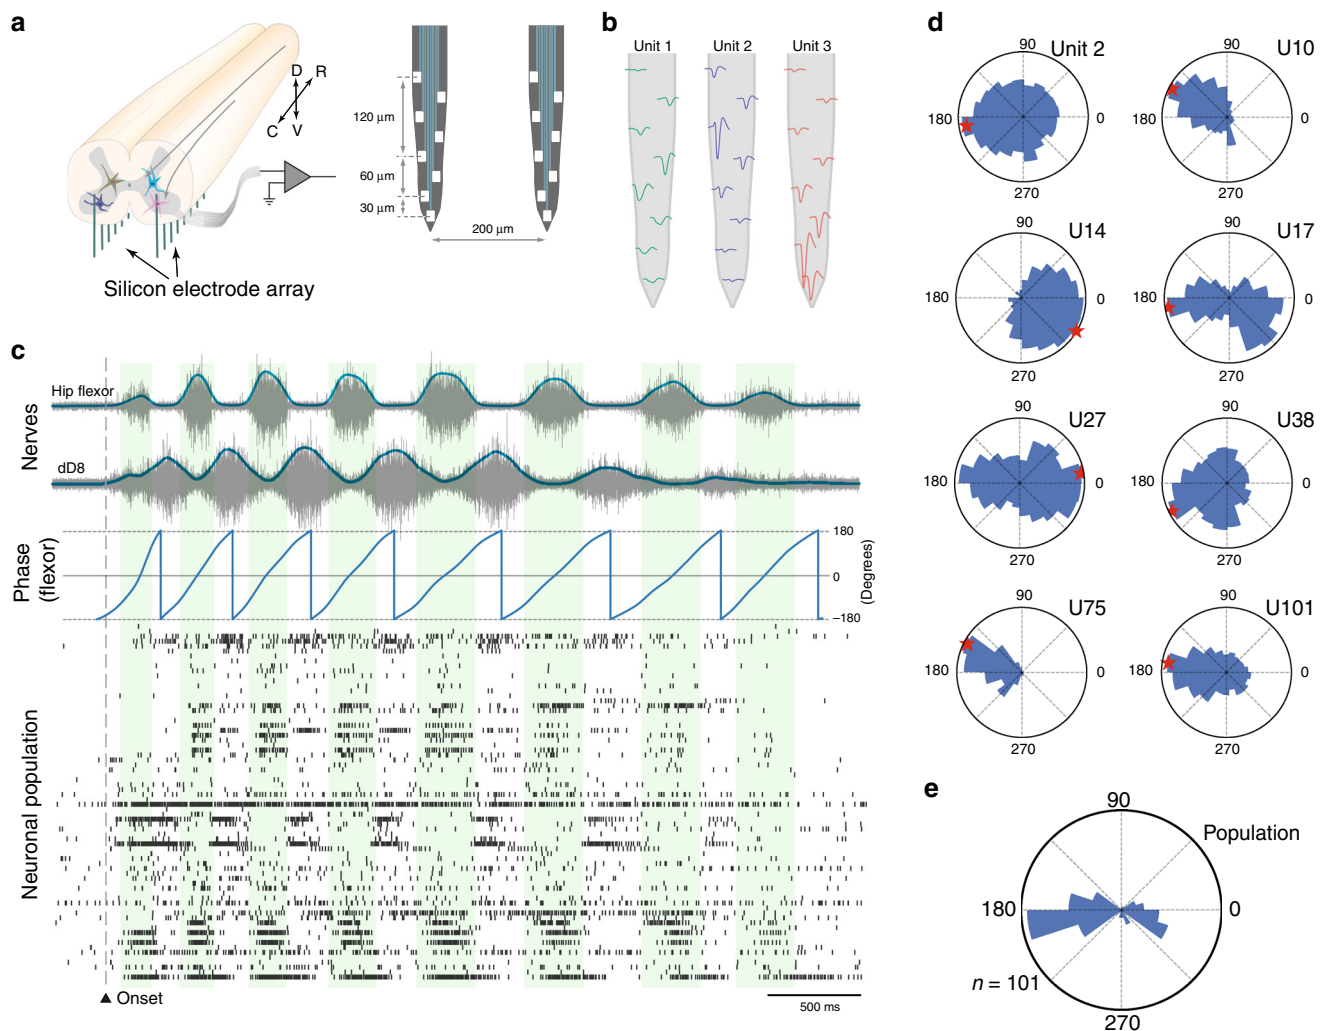 a
D
R
C
V
Silicon electrode array
120 µm
60 µm
30 µm
200 µm
b
Unit 1
Unit 2
Unit 3
c
Nerves
Hip flexor
dD8
Phase
(flexor)
180
0
−180
(Degrees)
Neuronal population
Onset
500 ms
d
90
Unit 2
180
0
270
90
U10
180
0
270
90
U14
180
0
270
90
U17
180
0
270
90
U27
180
0
270
90
U38
180
0
270
90
U75
180
0
270
90
U101
180
0
270
e
90
Population
180
0
n = 101
270